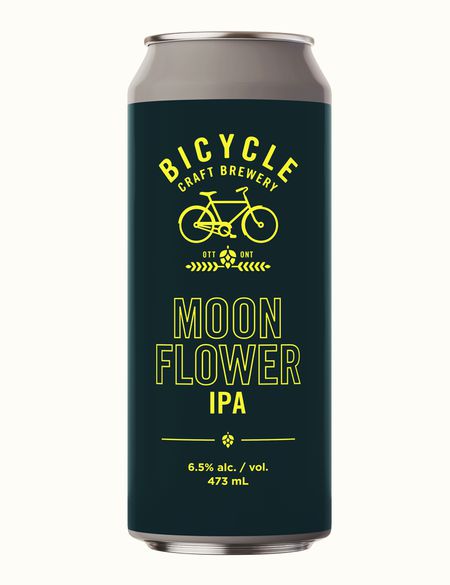 BICYCLE
CRAFT BREWERY
OTT ONT
MOON
FLOWER
IPA
6.5% alc. / vol.
473 mL